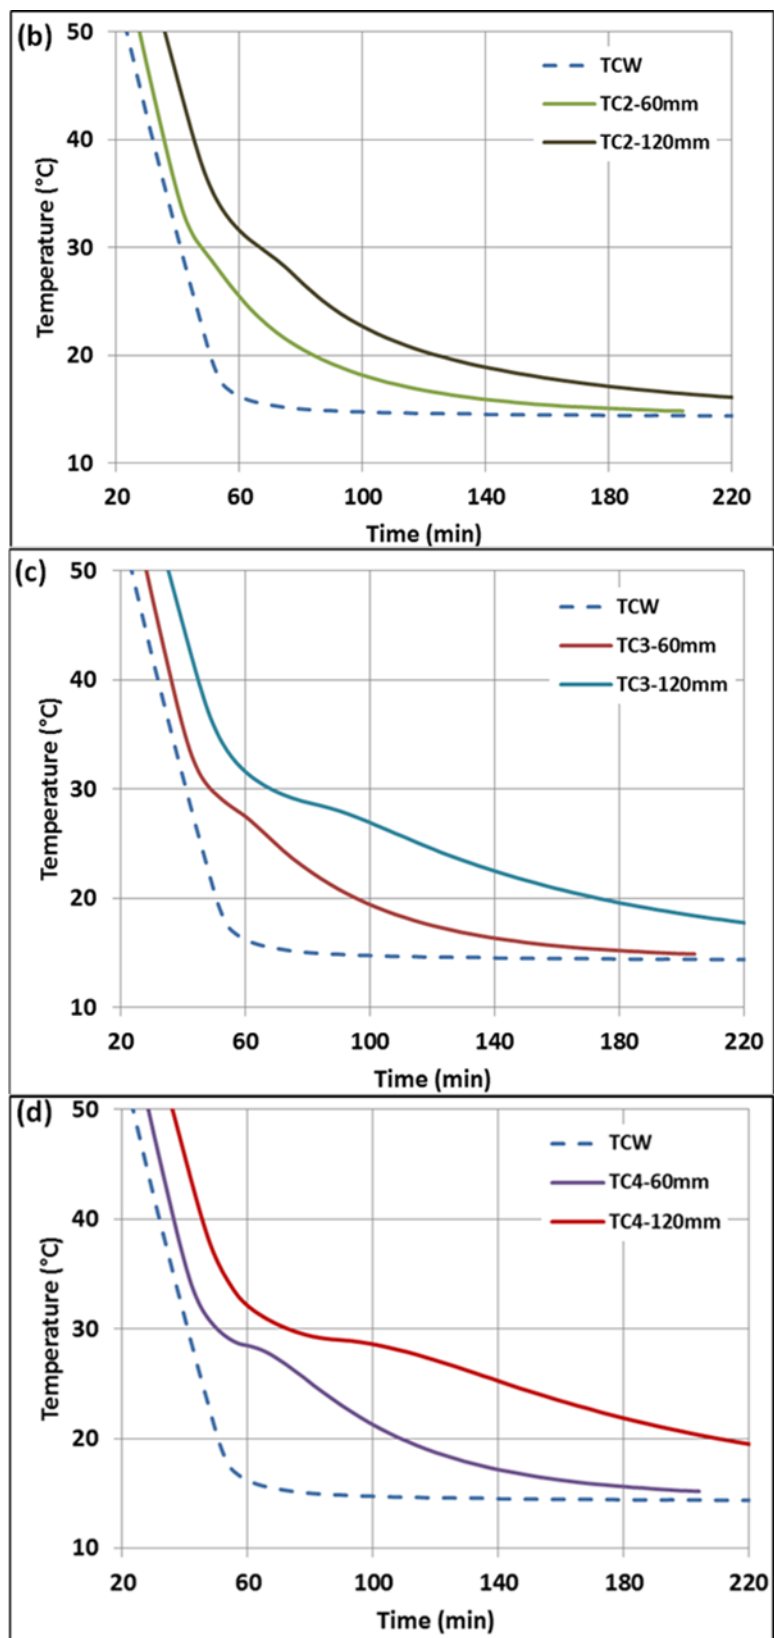 (b)
50
TCW
TC2-60mm
40
TC2-120mm
Temperature (°C)
30
20
10
20 60 100 140 180 220
Time (min)
(c)
50
TCW
TC3-60mm
40
TC3-120mm
Temperature (°C)
30
20
10
20 60 100 140 180 220
Time (min)
(d)
50
TCW
TC4-60mm
40
TC4-120mm
Temperature (°C)
30
20
10
20 60 100 140 180 220
Time (min)